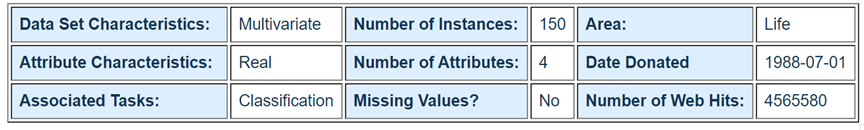 Data Set Characteristics: Multivariate Number of Instances: 150 Area: Life
Attribute Characteristics: Real Number of Attributes: 4 Date Donated 1988-07-01
Associated Tasks: Classification Missing Values? No Number of Web Hits: 4565580